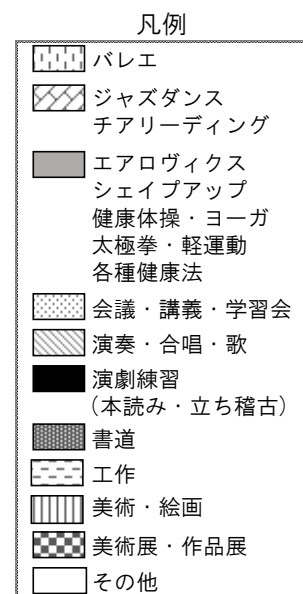 凡例
バレエ
ジャズダンス
チアリーディング
エアロヴィクス
シェイプアップ
健康体操・ヨーガ
太極拳・軽運動
各種健康法
会議・講義・学習会
演奏・合唱・歌
演劇練習
（本読み・立ち稽古）
書道
工作
美術・絵画
美術展・作品展
その他